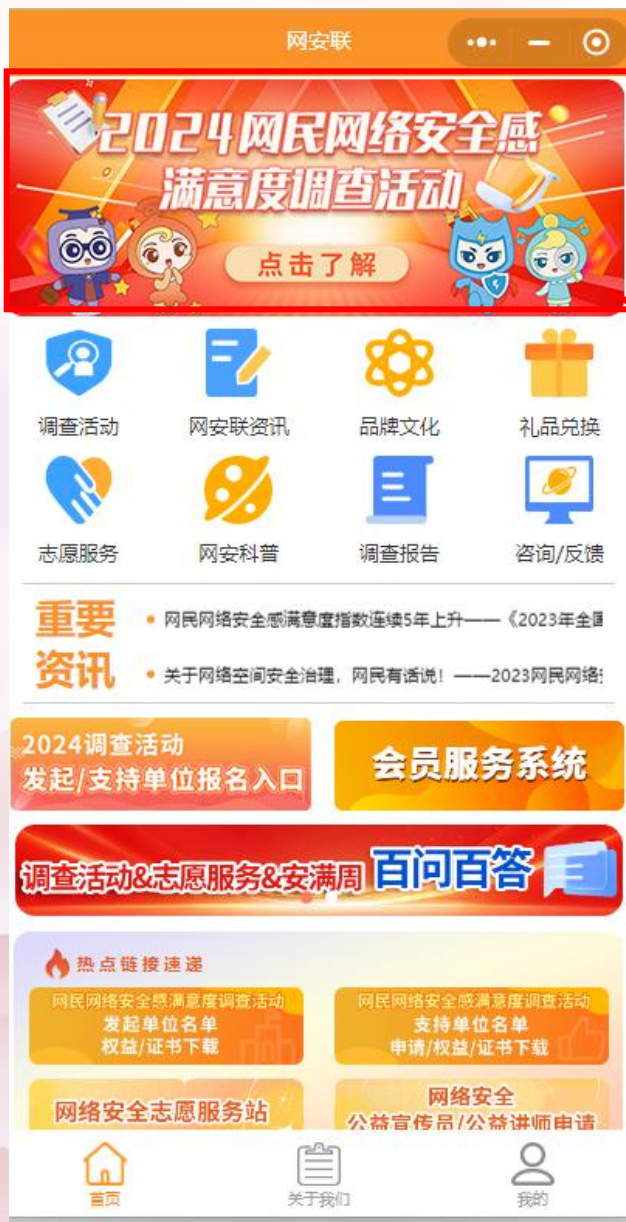 网安联
2024网民网络安全感
满意度调查活动
点击了解
调查活动
网安联资讯
品牌文化
礼品兑换
志愿服务
网安科普
调查报告
咨询/反馈
重要
资讯
网民网络安全感满意度指数连续5年上升——《2023年全国
关于网络空间安全治理，网民有话说！——2023网民网络安
2024调查活动
发起/支持单位报名入口
会员服务系统
调查活动&志愿服务&安满周 百问百答
热点链接速递
网民网络安全感满意度调查活动
发起单位名单
权益/证书下载
网民网络安全感满意度调查活动
支持单位名单
申请/权益/证书下载
网络安全志愿服务站
网络安全
公益宣传员/公益讲师申请
首页
关于我们
我的